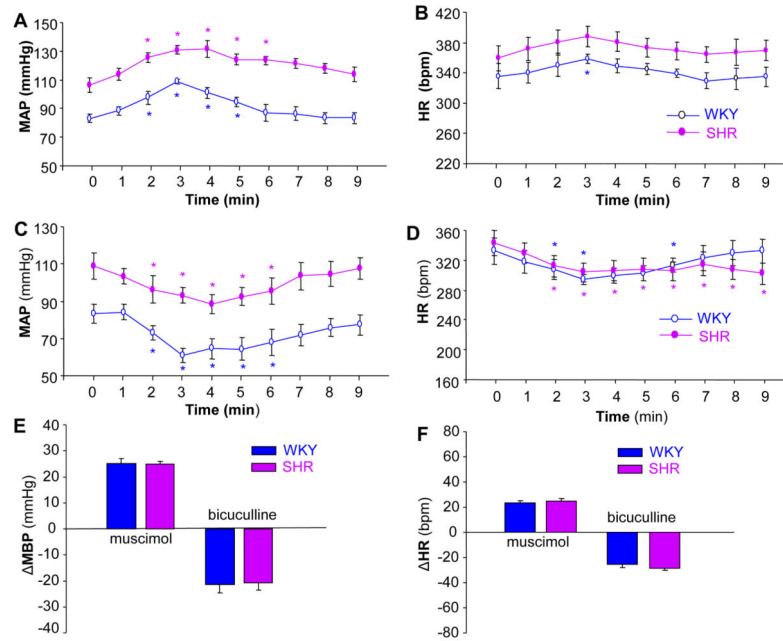 A
MAP (mmHg)
150
130
110
90
70
50
* * * * *
* * * *
0 1 2 3 4 5 6 7 8 9
Time (min)
B
HR (bpm)
420
380
340
300
260
220
*
WKY
SHR
0 1 2 3 4 5 6 7 8 9
Time (min)
C
MAP (mmHg)
130
110
90
70
50
* * * * *
* * * * *
0 1 2 3 4 5 6 7 8 9
Time (min)
D
HR (bpm)
360
320
280
240
200
160
* * *
* * * * * * * *
WKY
SHR
0 1 2 3 4 5 6 7 8 9
Time (min)
E
ΔMBP (mmHg)
40
30
20
10
0
-10
-20
-30
-40
WKY
SHR
bicuculline
muscimol
F
ΔHR (bpm)
80
60
40
20
0
-20
-40
-60
-80
WKY
SHR
bicuculline
muscimol